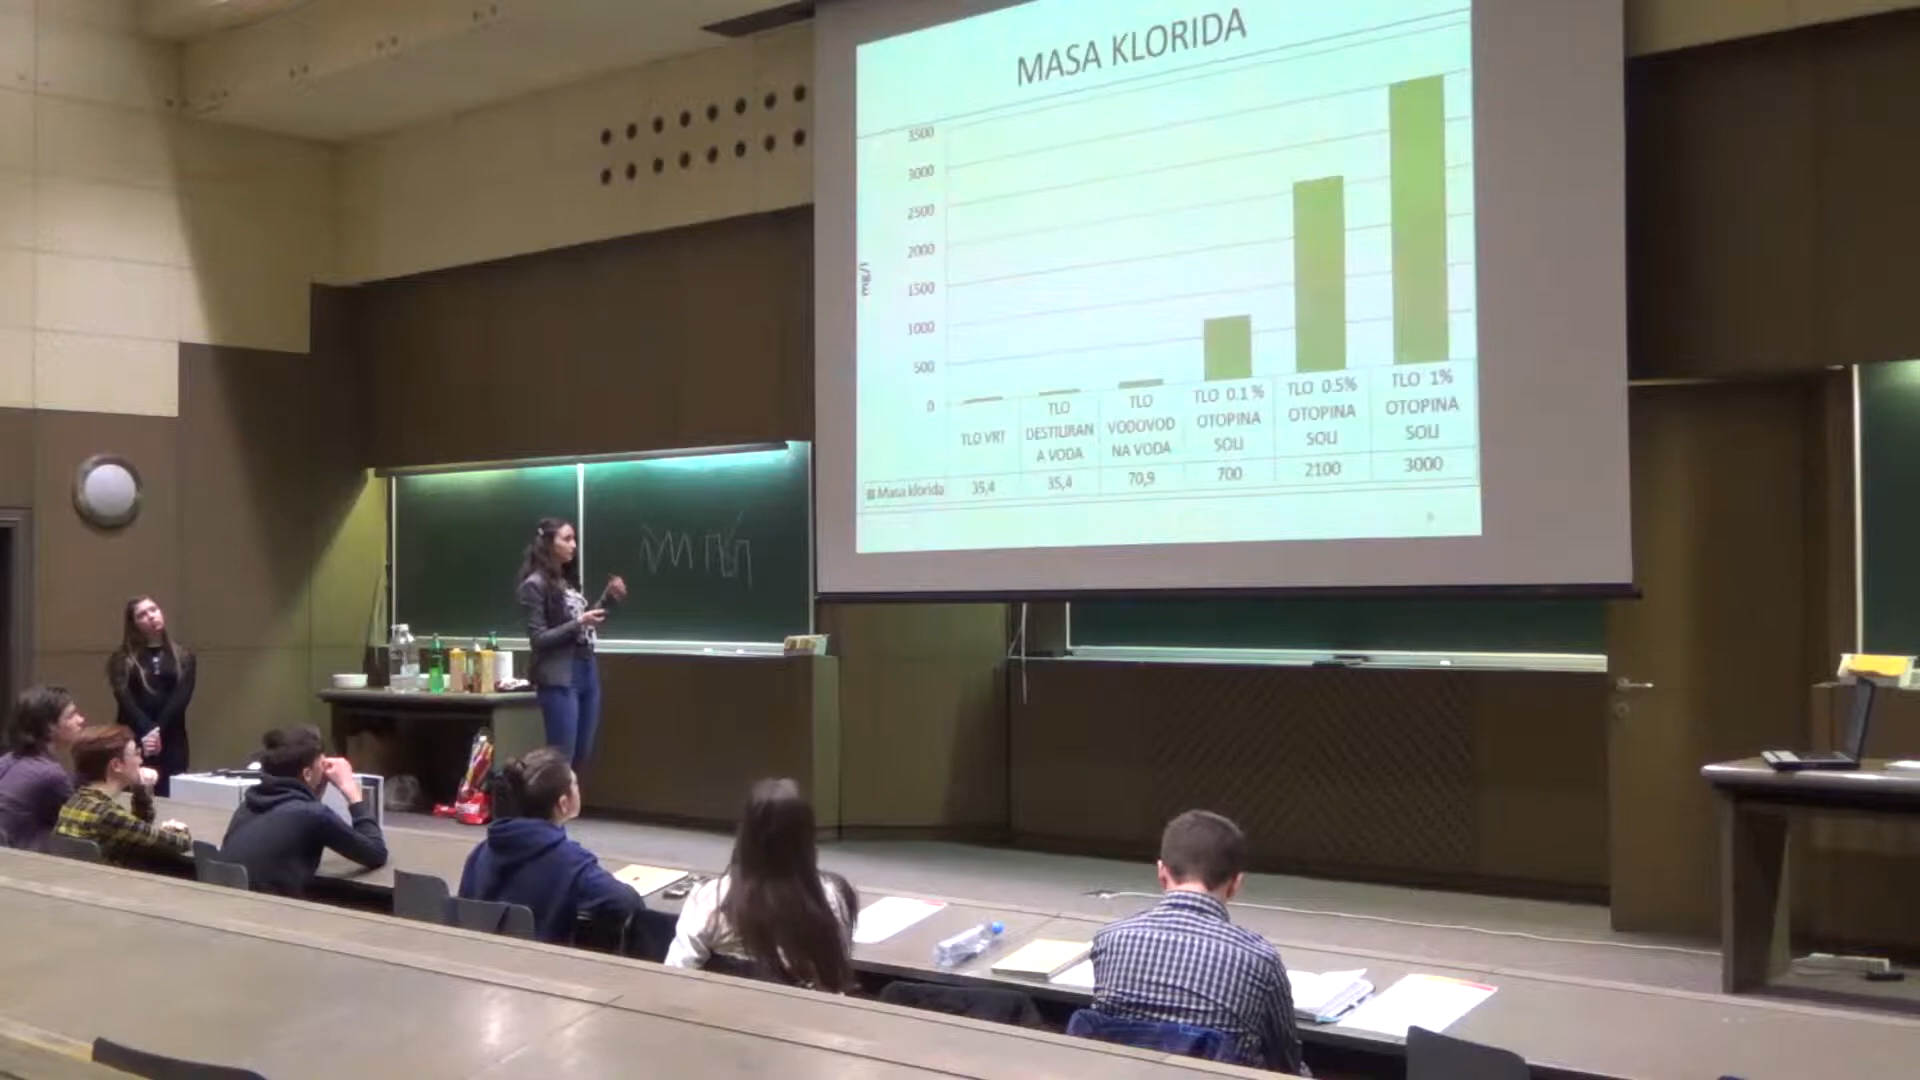 MASA KLORIDA
3500
3000
2500
2000
1500
1000
500
0
mg/l
TLO VRT
TLO
DESTILIRAN
A VODA
TLO
VODOVOD
NA VODA
TLO 0.1 %
OTOPINA
SOLI
TLO 0.5%
OTOPINA
SOLI
TLO 1%
OTOPINA
SOLI
Masa klorida 35,4 35,4 70,9 700 2100 3000